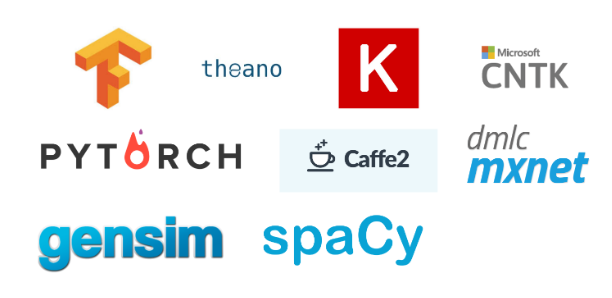 theano
K
Microsoft
CNTK
PYTORCH
Caffe2
dmlc
mxnet
gensim
spaCy